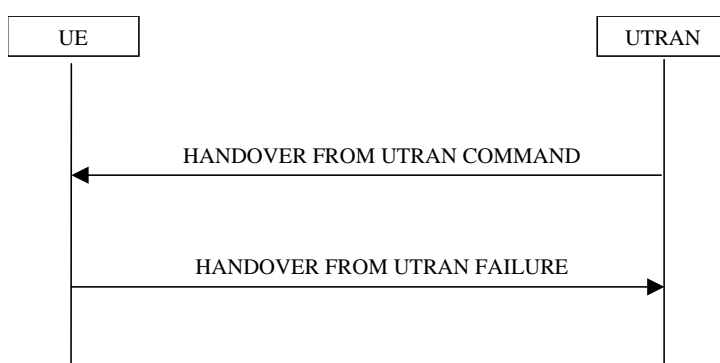 UE
UTRAN
HANDOVER FROM UTRAN COMMAND
HANDOVER FROM UTRAN FAILURE